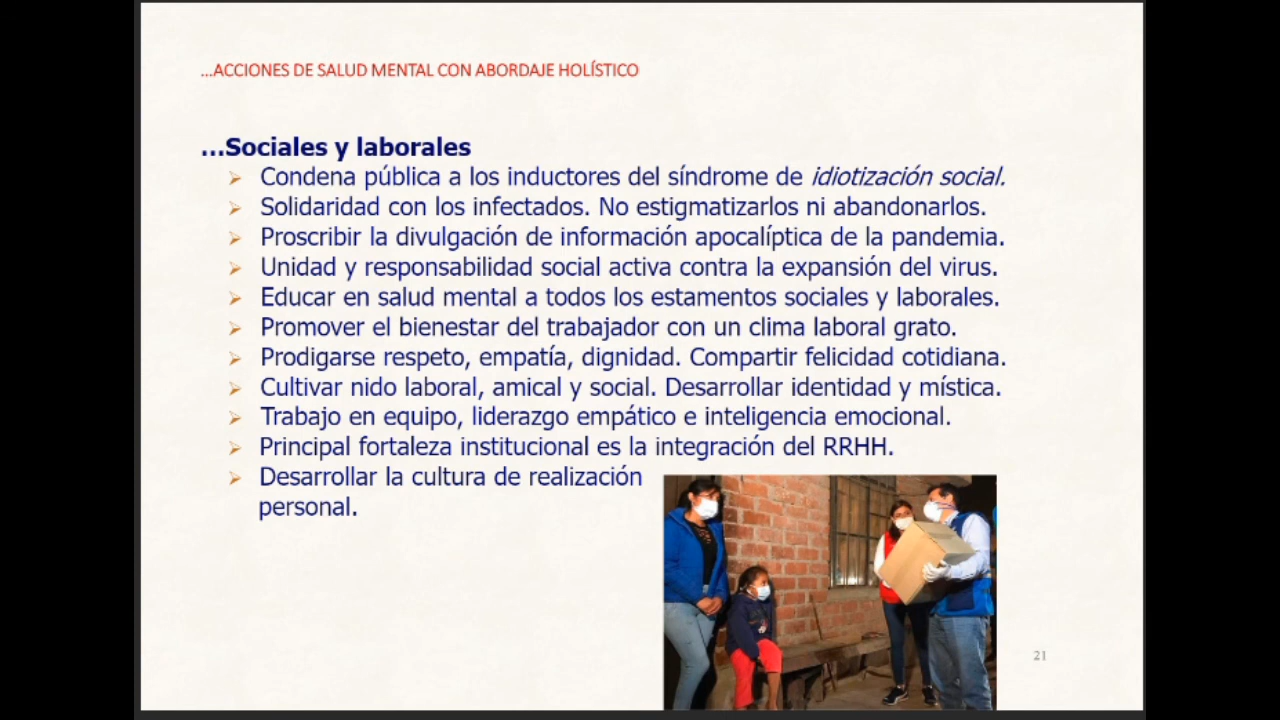 ...ACCIONES DE SALUD MENTAL CON ABORDAJE HOLÍSTICO
...Sociales y laborales
➢ Condena pública a los inductores del síndrome de idiotización social.
➢ Solidaridad con los infectados. No estigmatizarlos ni abandonarlos.
➢ Proscribir la divulgación de información apocalíptica de la pandemia.
➢ Unidad y responsabilidad social activa contra la expansión del virus.
➢ Educar en salud mental a todos los estamentos sociales y laborales.
➢ Promover el bienestar del trabajador con un clima laboral grato.
➢ Prodigarse respeto, empatía, dignidad. Compartir felicidad cotidiana.
➢ Cultivar nido laboral, amical y social. Desarrollar identidad y mística.
➢ Trabajo en equipo, liderazgo empático e inteligencia emocional.
➢ Principal fortaleza institucional es la integración del RRHH.
➢ Desarrollar la cultura de realización
personal.
21